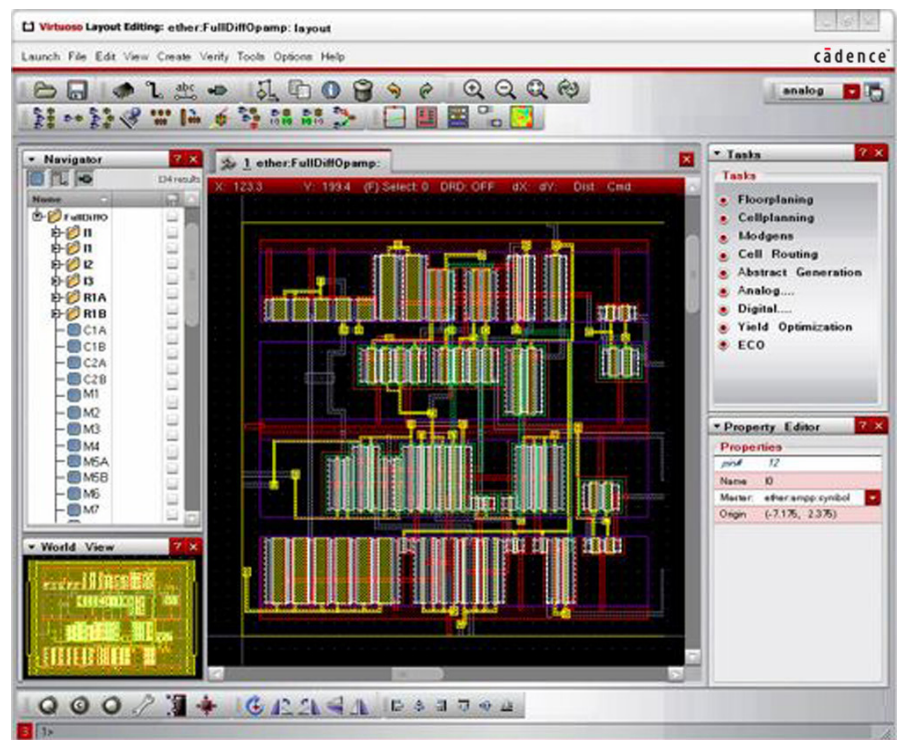 Virtuoso Layout Editing: ether:FullDiffOpamp: layout
Launch File Edit View Create Verify Tools Options Help
cādence
abc
analog
Navigator
? x
134 results
Name
FullDiffO
I1
I1
I2
I3
R1A
R1B
C1A
C1B
C2A
C2B
M1
M2
M3
M4
M5A
M5B
M6
M7
World View
? x
1 ether:FullDiffOpamp:
X: 123.3 Y: 199.4 (F) Select: 0 DRD: OFF dX: dY: Dist Cmd
Tasks
? x
Tasks
Floorplaning
Cellplanning
Modgens
Cell Routing
Abstract Generation
Analog....
Digital....
Yield Optimization
ECO
Property Editor
? x
Properties
pin# 12
Name I0
Master: ether:ampp:symbol
Origin (-7.175, 2.375)
3 1>